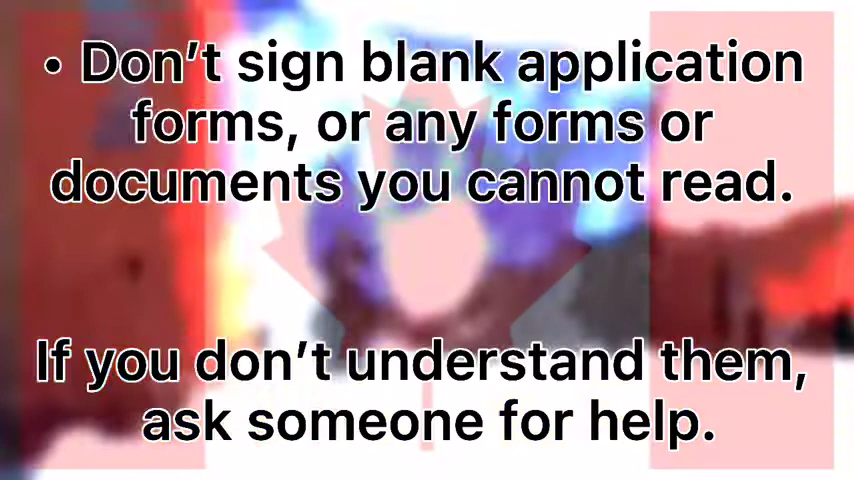 • Don’t sign blank application
forms, or any forms or
documents you cannot read.
If you don’t understand them,
ask someone for help.